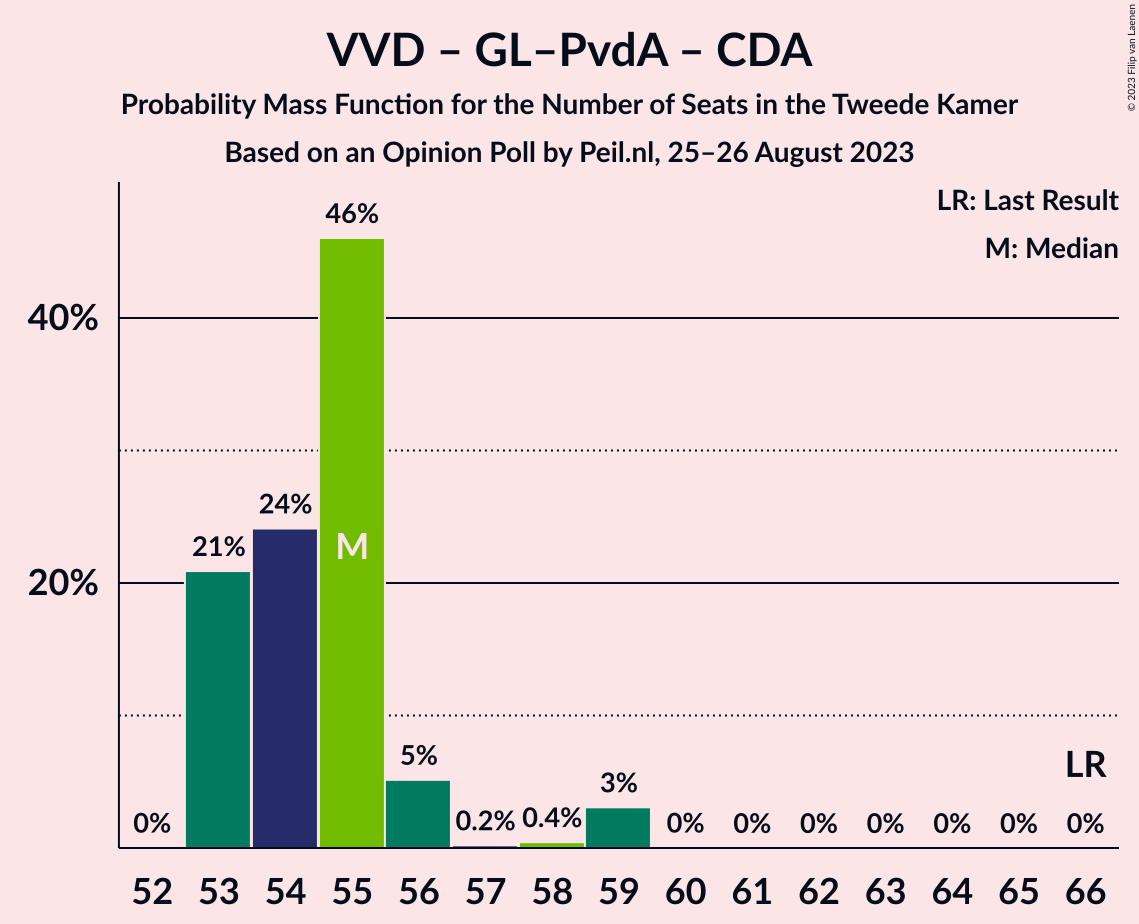 VVD – GL–PvdA – CDA
Probability Mass Function for the Number of Seats in the Tweede Kamer
Based on an Opinion Poll by Peil.nl, 25–26 August 2023
© 2023 Filip van Laenen
LR: Last Result
M: Median
46%
40%
24%
21%
M
20%
5%
3%
LR
0% 0.2% 0.4% 0% 0% 0% 0% 0% 0% 0%
52 53 54 55 56 57 58 59 60 61 62 63 64 65 66